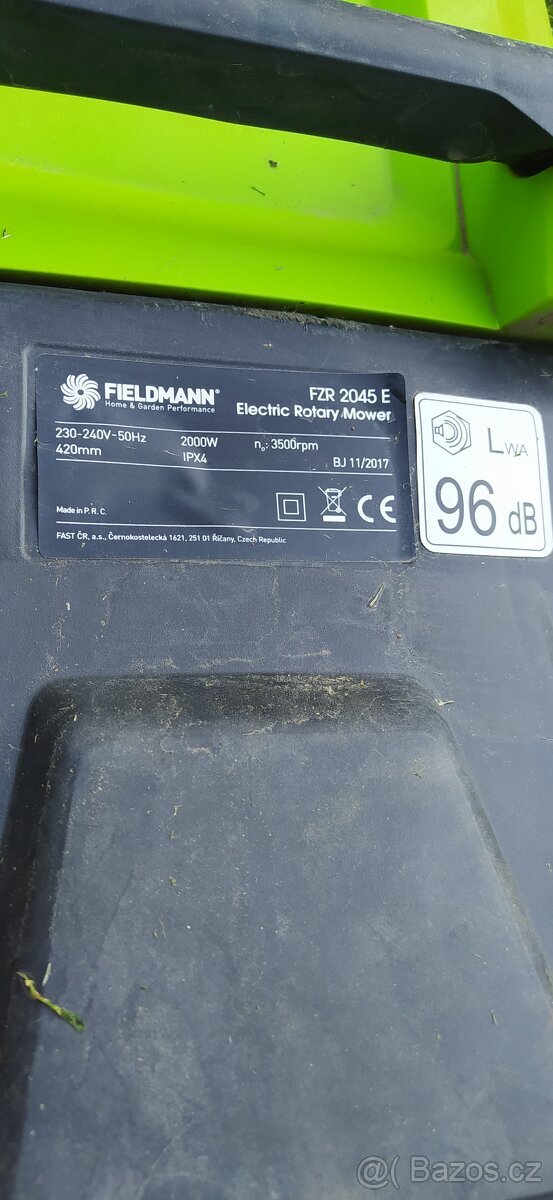 FIELDMANN®
Home & Garden Performance
FZR 2045 E
Electric Rotary Mower
230-240V~50Hz 2000W n₀: 3500rpm
420mm IPX4 BJ 11/2017
Made in P. R. C.
CE
FAST ČR, a.s., Černokostelecká 1621, 251 01 Říčany, Czech Republic
LWA
96 dB
@ Bazos.cz